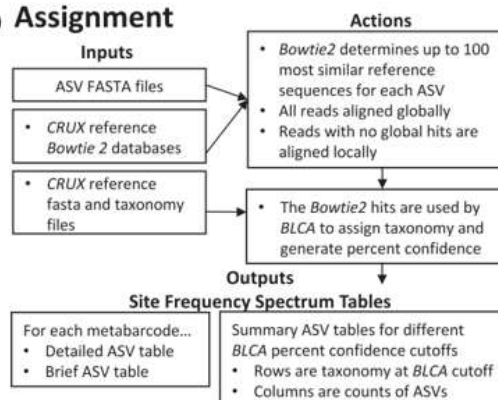 Assignment
Inputs
ASV FASTA files
• CRUX reference
Bowtie 2 databases
• CRUX reference
fasta and taxonomy
files
Actions
• Bowtie2 determines up to 100
most similar reference
sequences for each ASV
• All reads aligned globally
• Reads with no global hits are
aligned locally
• The Bowtie2 hits are used by
BLCA to assign taxonomy and
generate percent confidence
Outputs
Site Frequency Spectrum Tables
For each metabarcode...
• Detailed ASV table
• Brief ASV table
Summary ASV tables for different
BLCA percent confidence cutoffs
• Rows are taxonomy at BLCA cutoff
• Columns are counts of ASVs